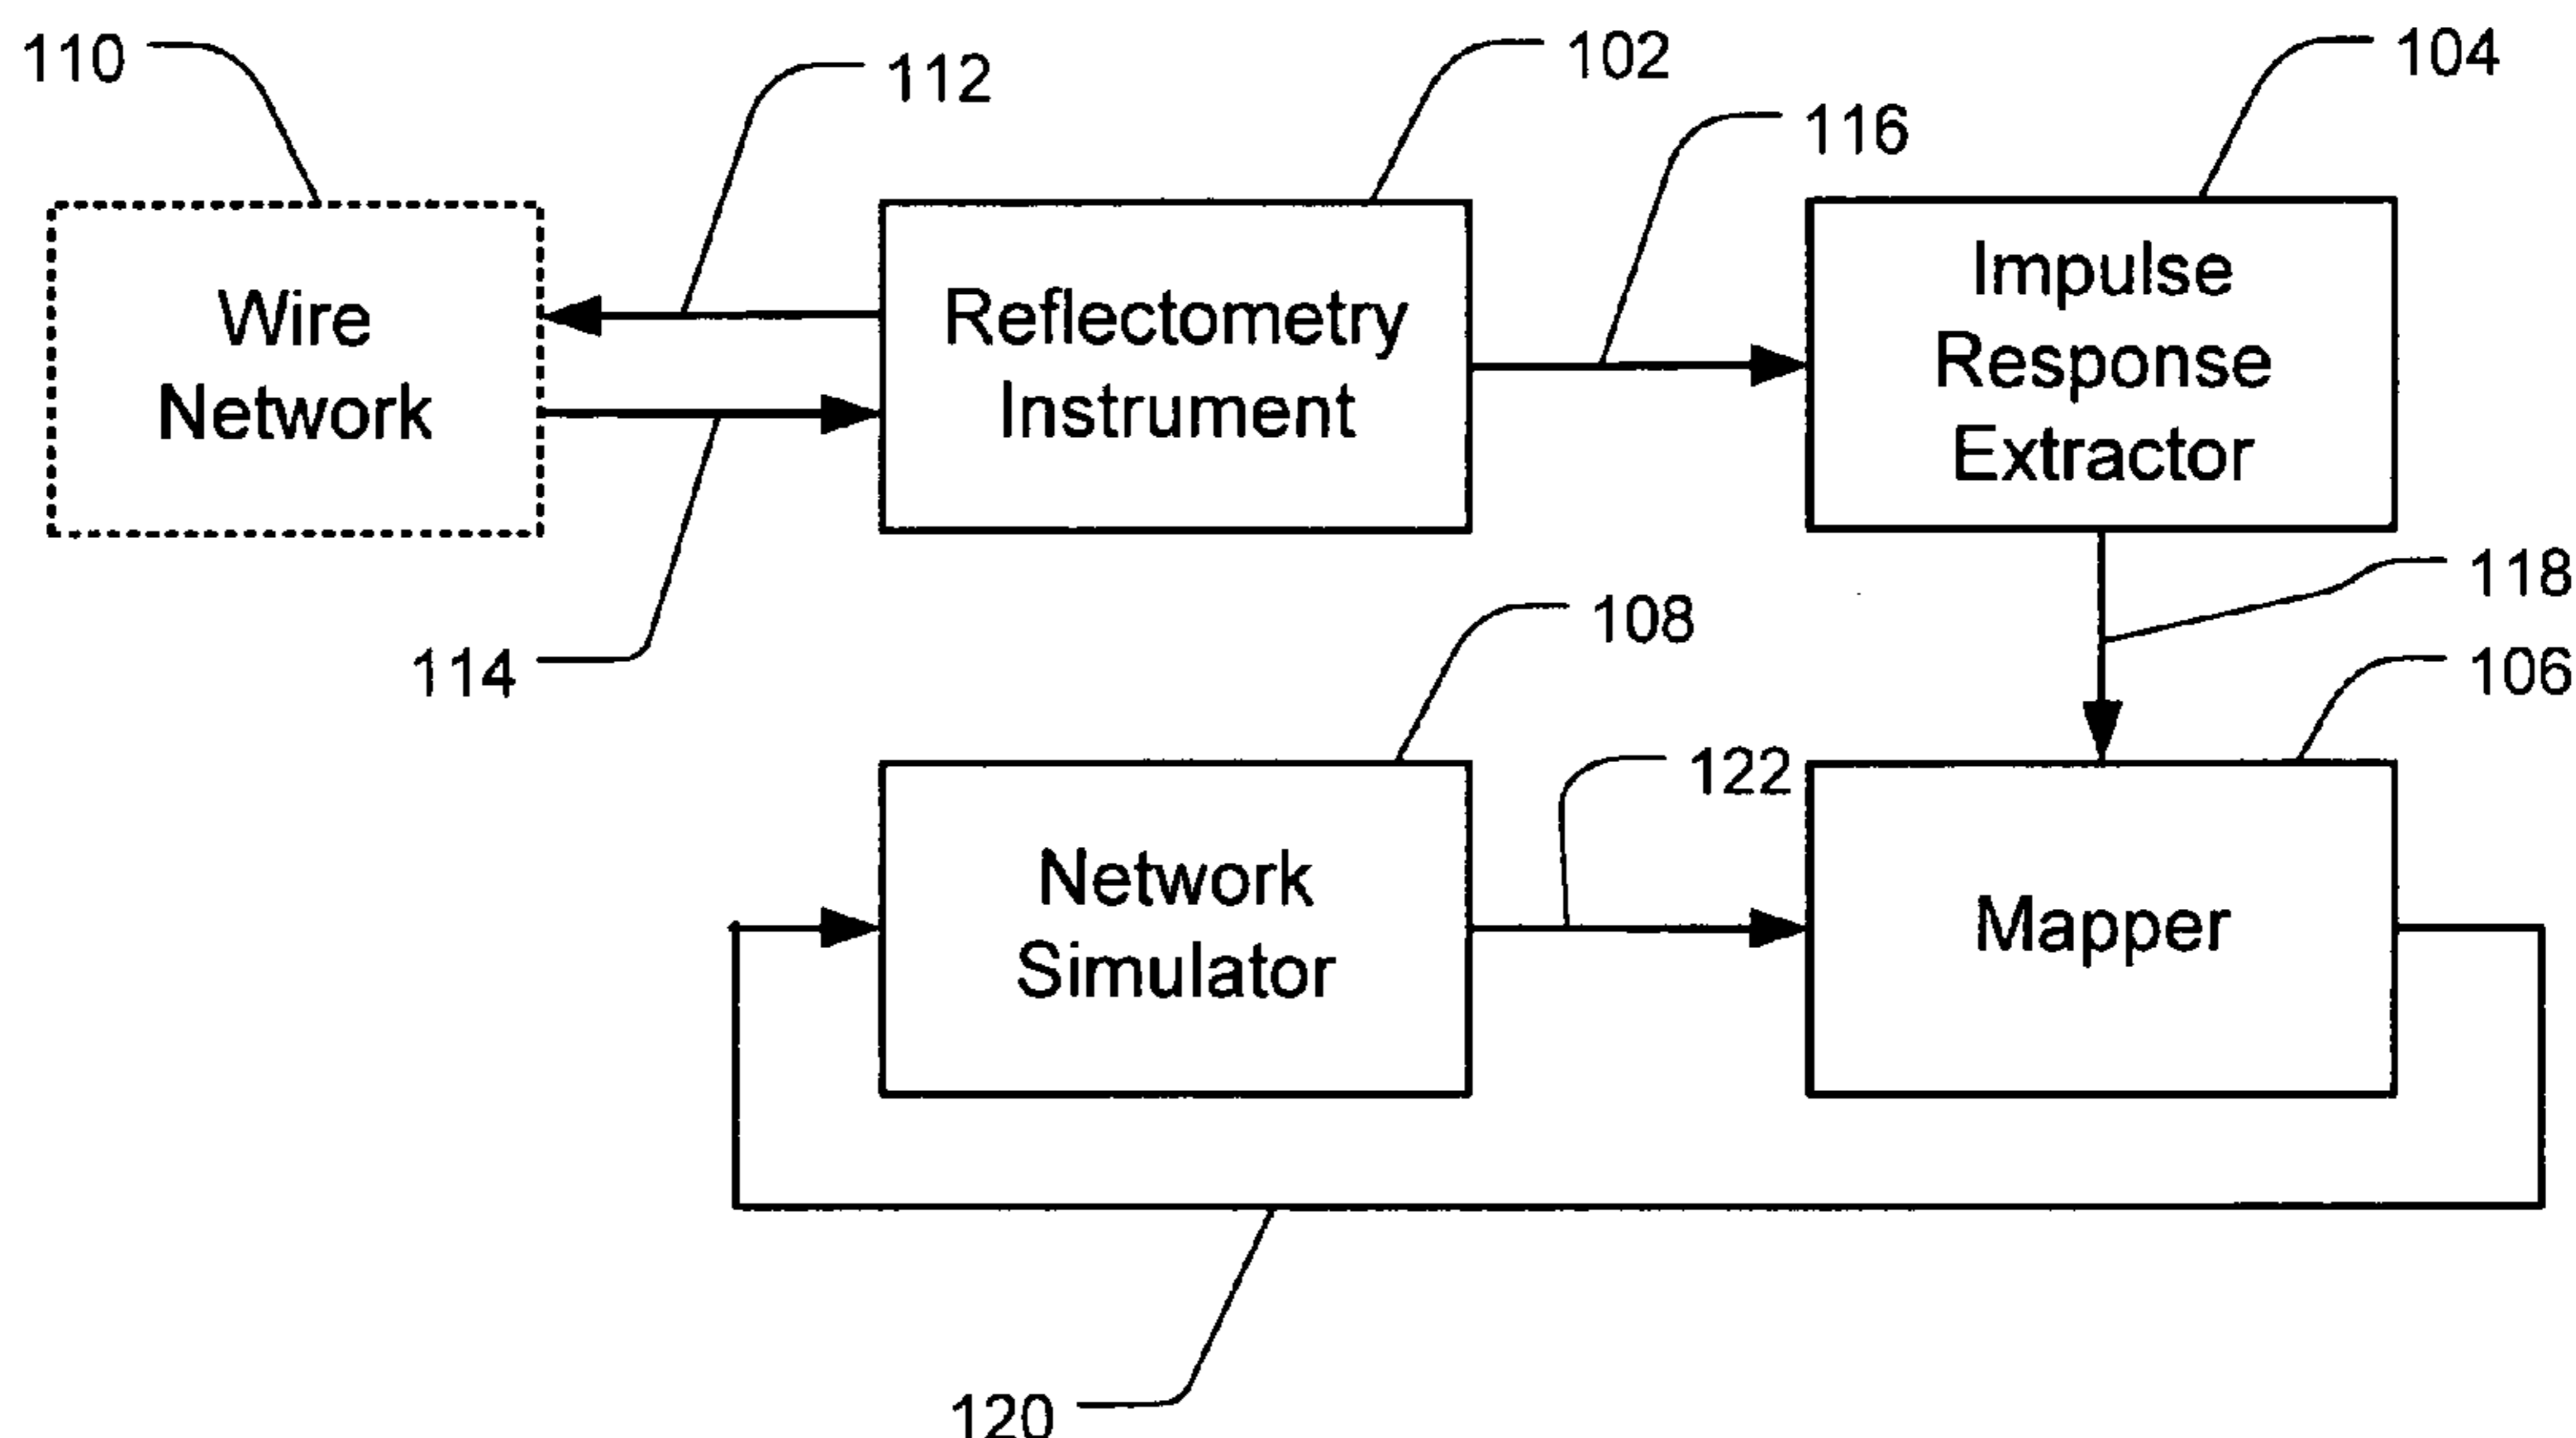 110
112
102
116
104
Wire
Network
Reflectometry
Instrument
Impulse
Response
Extractor
114
108
118
106
122
Network
Simulator
Mapper
120